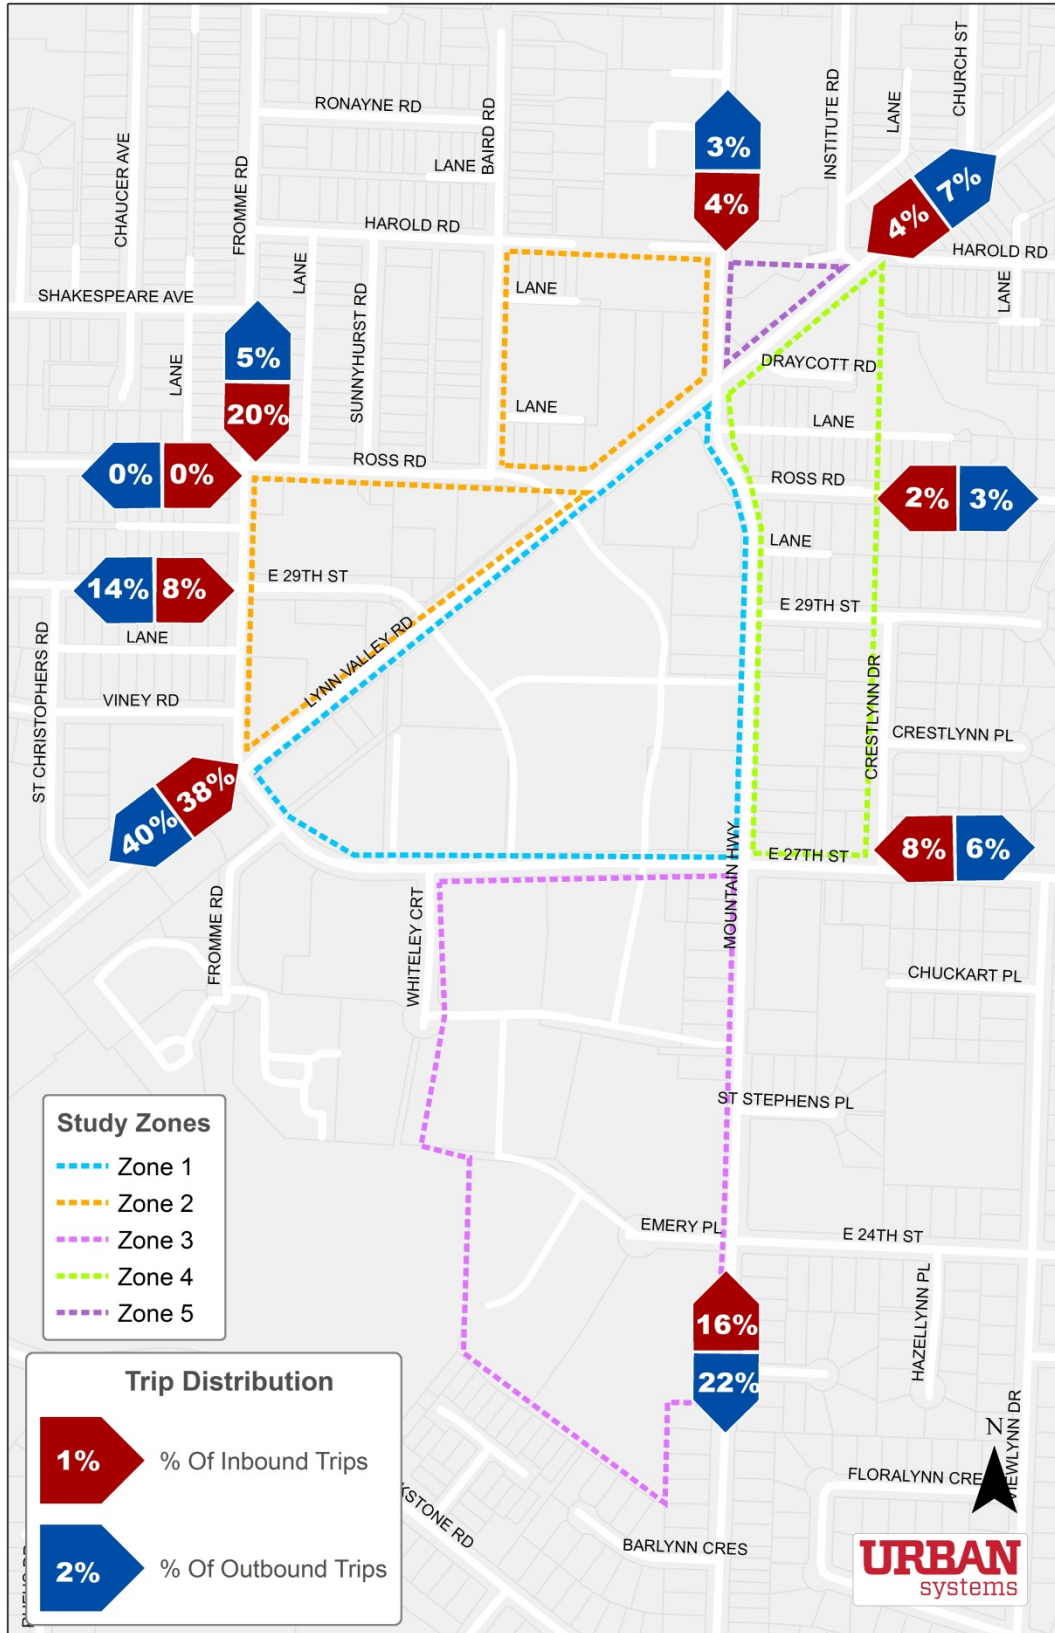 CHURCH ST
INSTITUTE RD
LANE
RONAYNE RD
BAIRD RD
CHAUCER AVE
FROMME RD
3%
LANE
7%
4%
4%
HAROLD RD
HAROLD RD
LANE
LANE
LANE
SHAKESPEARE AVE
SUNNYHURST RD
LANE
5%
DRAYCOTT RD
20%
LANE
LANE
ROSS RD
0%
0%
ROSS RD
2%
3%
LANE
14%
8%
E 29TH ST
E 29TH ST
LANE
LYNN VALLEY RD
ST CHRISTOPHERS RD
VINEY RD
CRESTLYNN DR
CRESTLYNN PL
38%
40%
8%
6%
E 27TH ST
MOUNTAIN HWY
FROMME RD
WHITELEY CRT
CHUCKART PL
ST STEPHENS PL
Study Zones
Zone 1
Zone 2
Zone 3
Zone 4
Zone 5
EMERY PL
E 24TH ST
HAZELLYNN PL
16%
22%
Trip Distribution
1%
% Of Inbound Trips
2%
% Of Outbound Trips
N
VIEWLYNN DR
FLORALYNN CRE
KSTONE RD
BARLYNN CRES
URBAN
systems